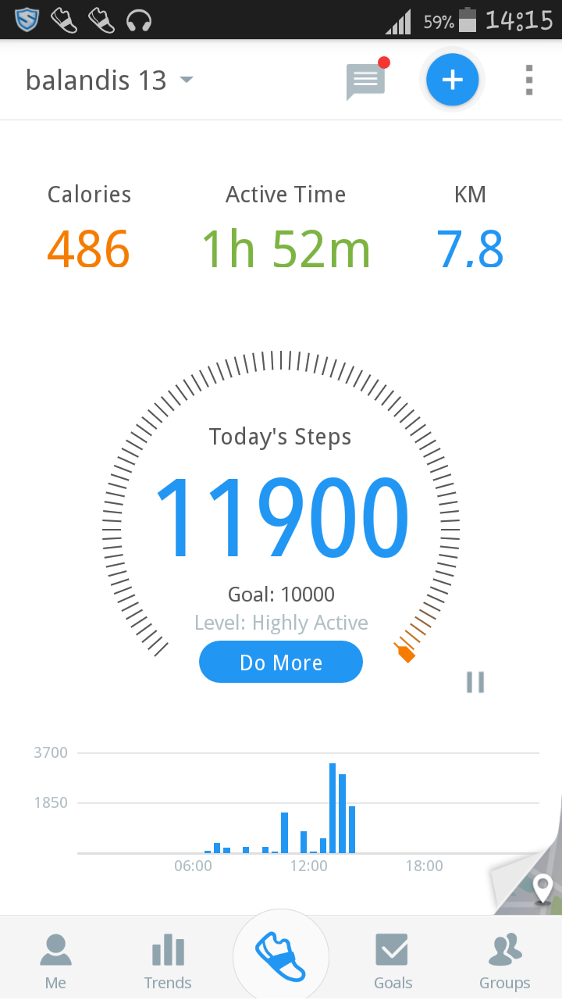 59% 14:15
balandis 13
Calories Active Time KM
486 1h 52m 7,8
Today's Steps
11900
Goal: 10000
Level: Highly Active
Do More
3700
1850
06:00 12:00 18:00
Me Trends Goals Groups